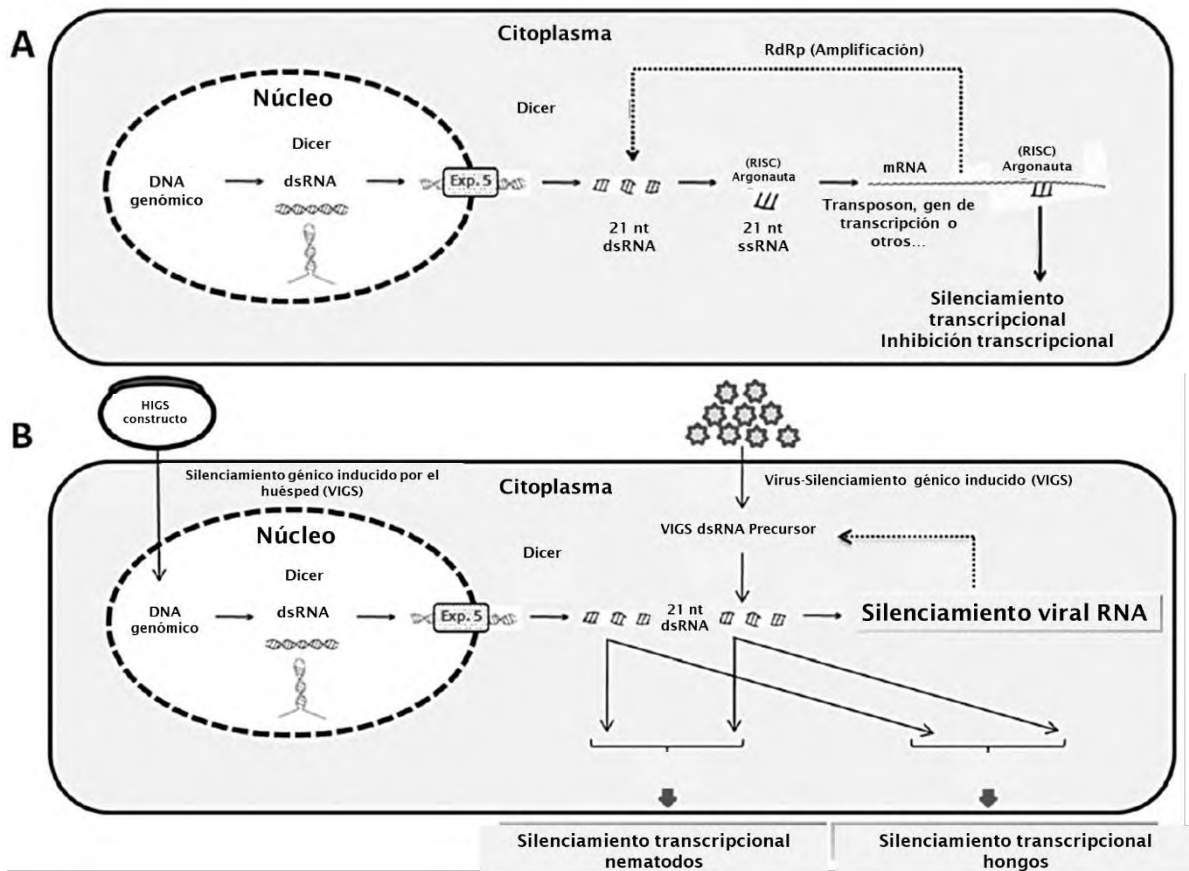 A
Citoplasma
RdRp (Amplificación)
Núcleo
Dicer
Dicer
DNA
genómico
dsRNA
Exp. 5
(RISC)
Argonauta
mRNA
(RISC)
Argonauta
21 nt
dsRNA
21 nt
ssRNA
Transposon, gen de
transcripción o
otros...
Silenciamiento
transcripcional
Inhibición transcripcional
HIGS
constructo
B
Silenciamiento génico inducido por el
huésped (VIGS)
Citoplasma
Virus-Silenciamiento génico inducido (VIGS)
Núcleo
VIGS dsRNA Precursor
Dicer
Dicer
DNA
genómico
dsRNA
Exp. 5
21 nt
dsRNA
Silenciamiento viral RNA
Silenciamiento transcripcional
nematodos
Silenciamiento transcripcional
hongos